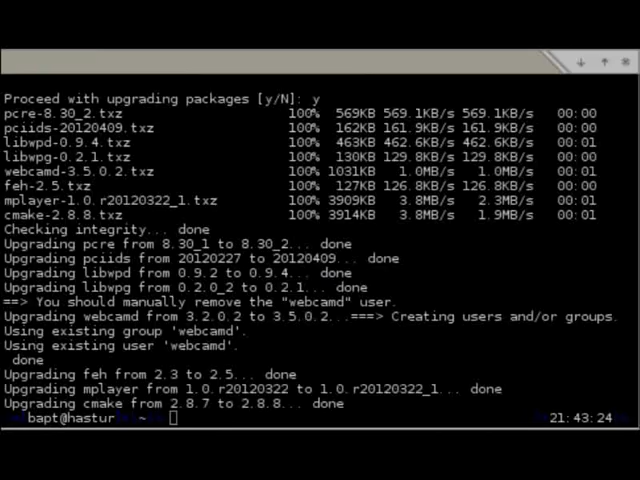 Proceed with upgrading packages [y/N]: y
pcre-8.30_2.txz 100% 569KB 569.1KB/s 569.1KB/s 00:00
pciids-20120409.txz 100% 162KB 161.9KB/s 161.9KB/s 00:00
libwpd-0.9.4.txz 100% 463KB 462.6KB/s 462.6KB/s 00:01
libwpg-0.2.1.txz 100% 130KB 129.8KB/s 129.8KB/s 00:00
webcamd-3.5.0.2.txz 100% 1031KB 1.0MB/s 1.0MB/s 00:01
feh-2.5.txz 100% 127KB 126.8KB/s 126.8KB/s 00:00
mplayer-1.0.r20120322_1.txz 100% 3909KB 3.8MB/s 2.3MB/s 00:01
cmake-2.8.8.txz 100% 3914KB 3.8MB/s 1.9MB/s 00:01
Checking integrity... done
Upgrading pcre from 8.30_1 to 8.30_2... done
Upgrading pciids from 20120227 to 20120409... done
Upgrading libwpd from 0.9.2 to 0.9.4... done
Upgrading libwpg from 0.2.0_2 to 0.2.1... done
==> You should manually remove the "webcamd" user.
Upgrading webcamd from 3.2.0.2 to 3.5.0.2...===> Creating users and/or groups.
Using existing group 'webcamd'.
Using existing user 'webcamd'.
done
Upgrading feh from 2.3 to 2.5... done
Upgrading mplayer from 1.0.r20120322 to 1.0.r20120322_1... done
Upgrading cmake from 2.8.7 to 2.8.8... done
bapt@hastur ~ 21:43:24